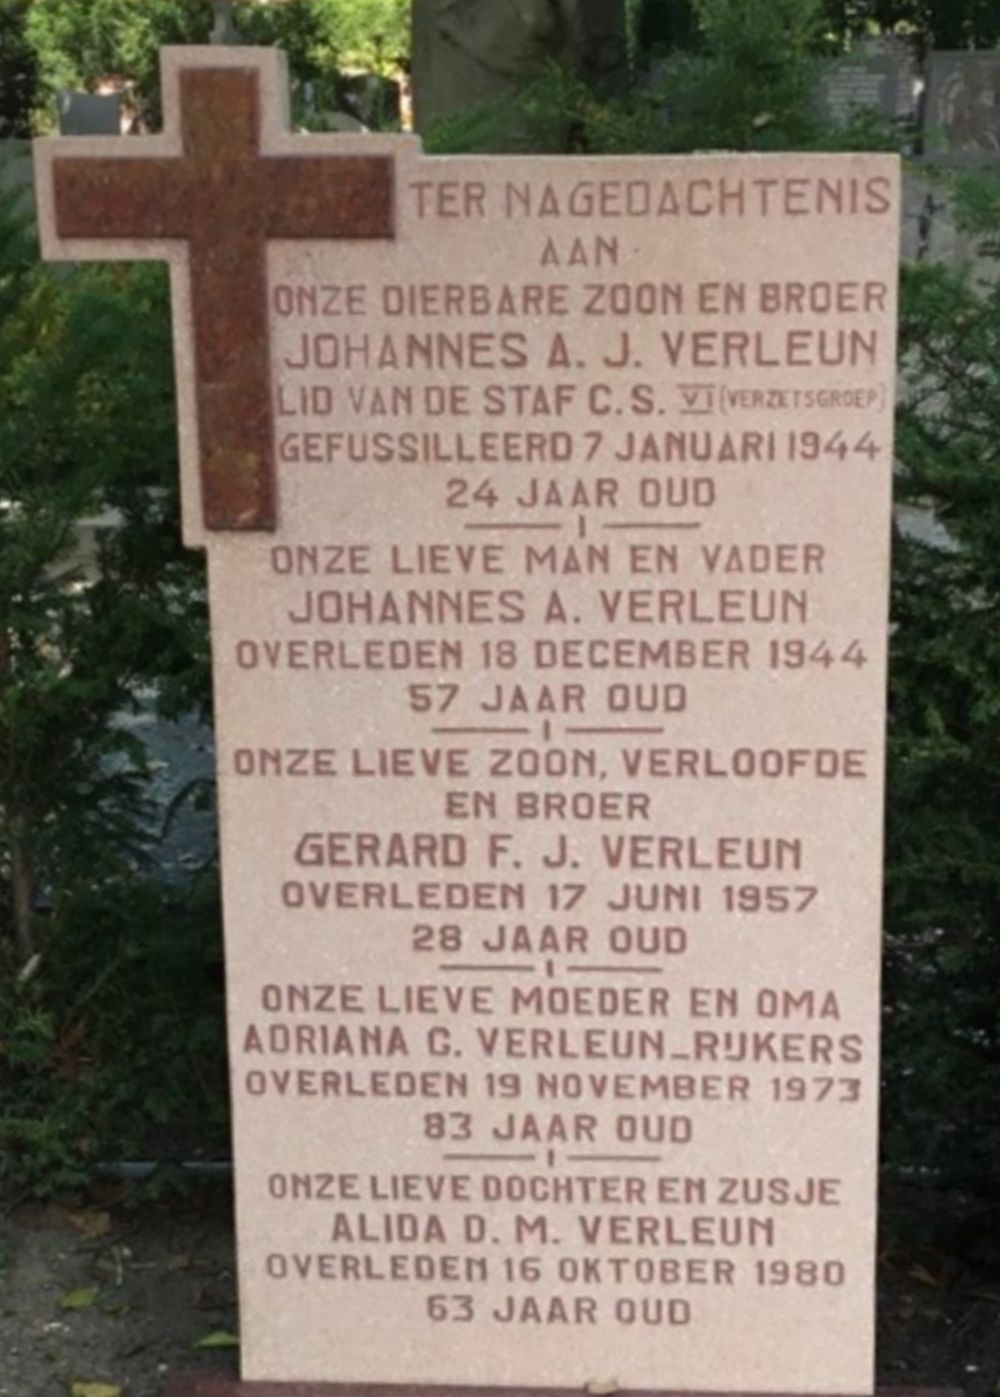 TER NAGEDACHTENIS
AAN
ONZE DIERBARE ZOON EN BROER
JOHANNES A. J. VERLEUN
LID VAN DE STAF C.S. VI (VERZETSGROEP)
GEFUSSILLEERD 7 JANUARI 1944
24 JAAR OUD
ONZE LIEVE MAN EN VADER
JOHANNES A. VERLEUN
OVERLEDEN 18 DECEMBER 1944
57 JAAR OUD
ONZE LIEVE ZOON, VERLOOFDE
EN BROER
GERARD F. J. VERLEUN
OVERLEDEN 17 JUNI 1957
28 JAAR OUD
ONZE LIEVE MOEDER EN OMA
ADRIANA C. VERLEUN-RIJKERS
OVERLEDEN 19 NOVEMBER 1973
83 JAAR OUD
ONZE LIEVE DOCHTER EN ZUSJE
ALIDA D. M. VERLEUN
OVERLEDEN 16 OKTOBER 1980
63 JAAR OUD